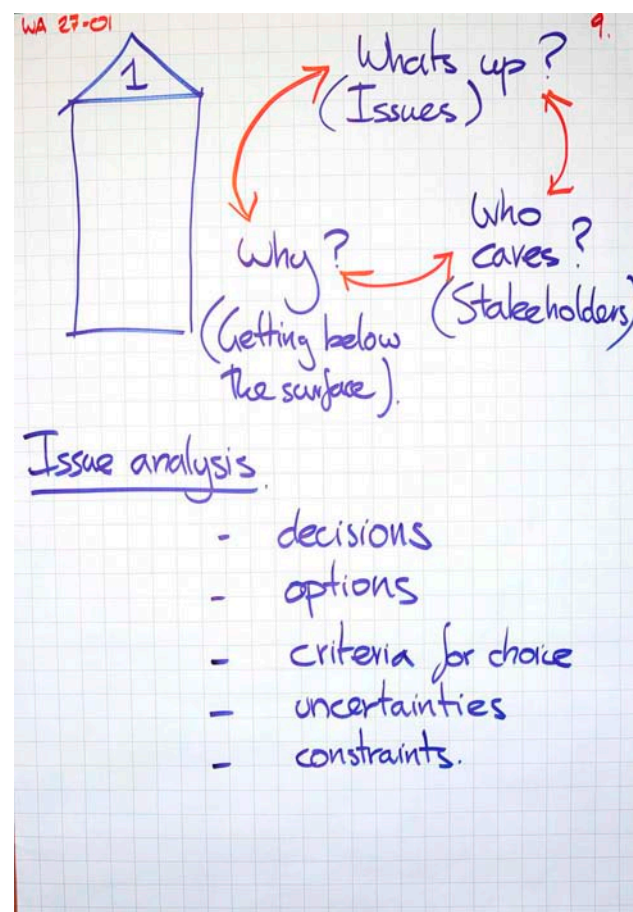 WA 27-01
9.
1
Whats up?
(Issues)
Who
cares?
(Stakeholders)
Why?
(Getting below
the surface).
Issue analysis.
- decisions
- options
- criteria for choice
- uncertainties
- constraints.